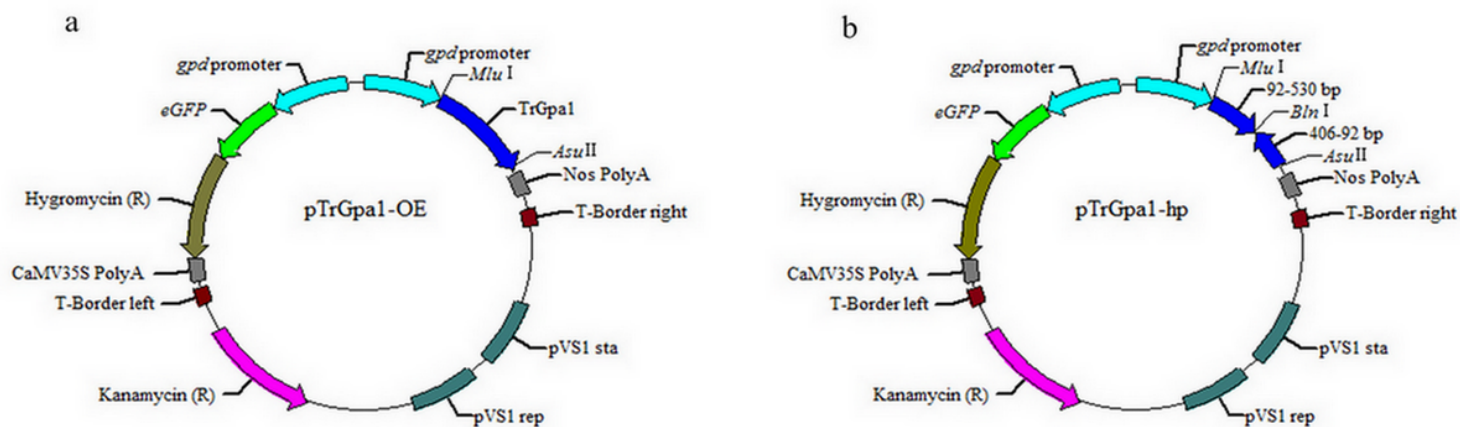 a
gpd promoter
gpd promoter
Mlu I
eGFP
TrGpa1
AsuII
Nos PolyA
Hygromycin (R)
pTrGpa1-OE
T-Border right
CaMV35S PolyA
T-Border left
pVS1 sta
Kanamycin (R)
pVS1 rep
b
gpd promoter
gpd promoter
Mlu I
92-530 bp
eGFP
Bln I
406-92 bp
AsuII
Nos PolyA
Hygromycin (R)
pTrGpa1-hp
T-Border right
CaMV35S PolyA
T-Border left
pVS1 sta
Kanamycin (R)
pVS1 rep